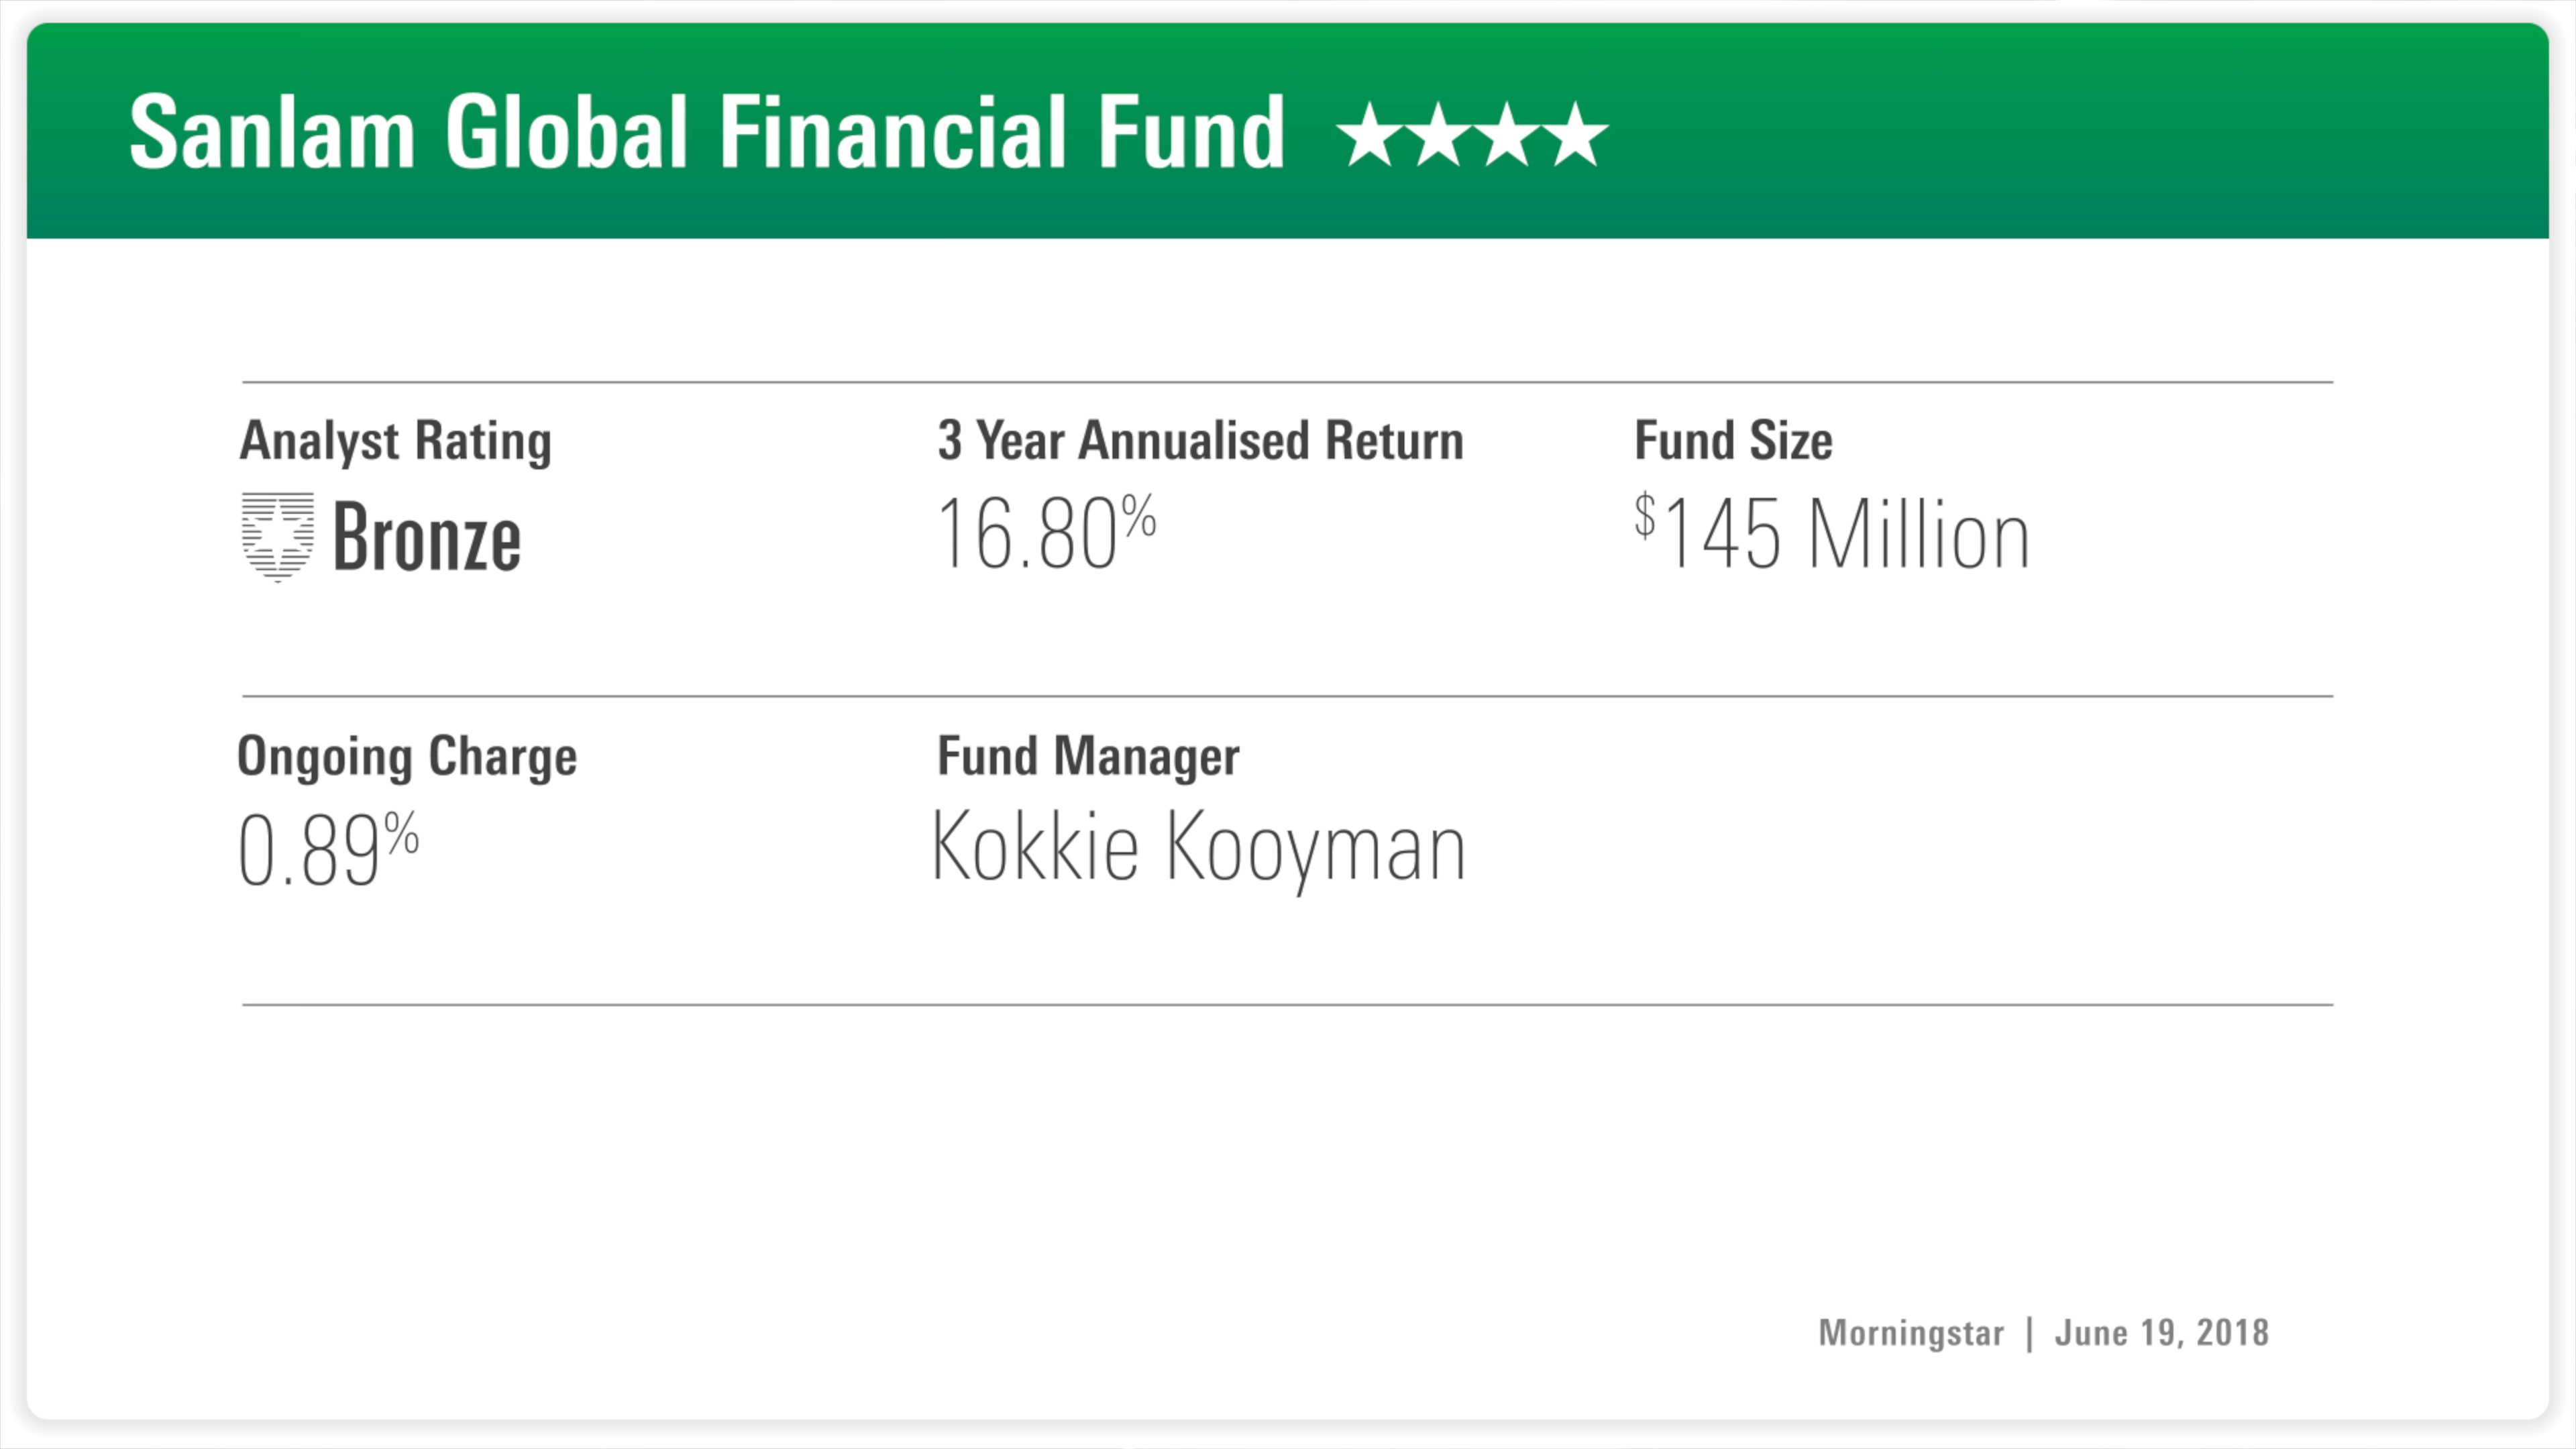 Sanlam Global Financial Fund ★★★★
Analyst Rating
Bronze
3 Year Annualised Return
16.80%
Fund Size
$145 Million
Ongoing Charge
0.89%
Fund Manager
Kokkie Kooyman
Morningstar | June 19, 2018